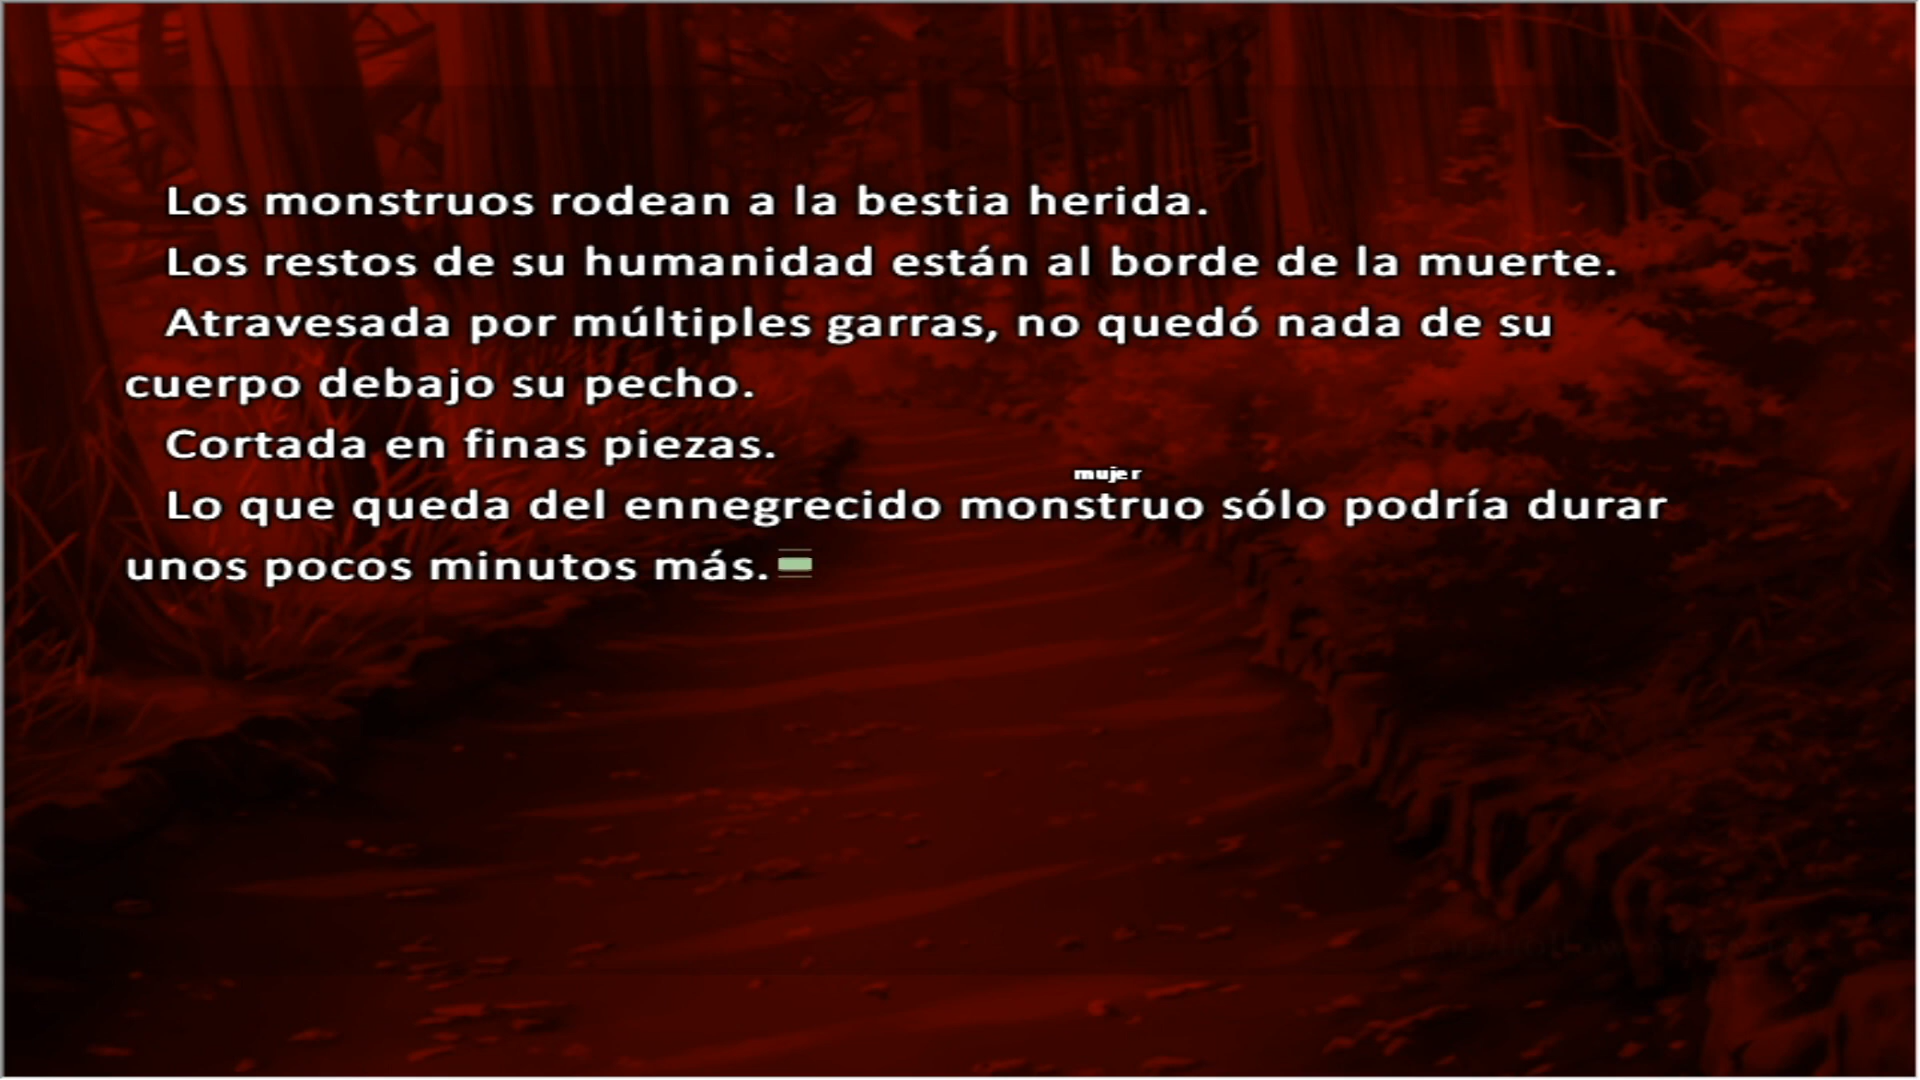 Los monstruos rodean a la bestia herida.
Los restos de su humanidad están al borde de la muerte.
Atravesada por múltiples garras, no quedó nada de su
cuerpo debajo su pecho.
Cortada en finas piezas.
mujer
Lo que queda del ennegrecido monstruo sólo podría durar
unos pocos minutos más.